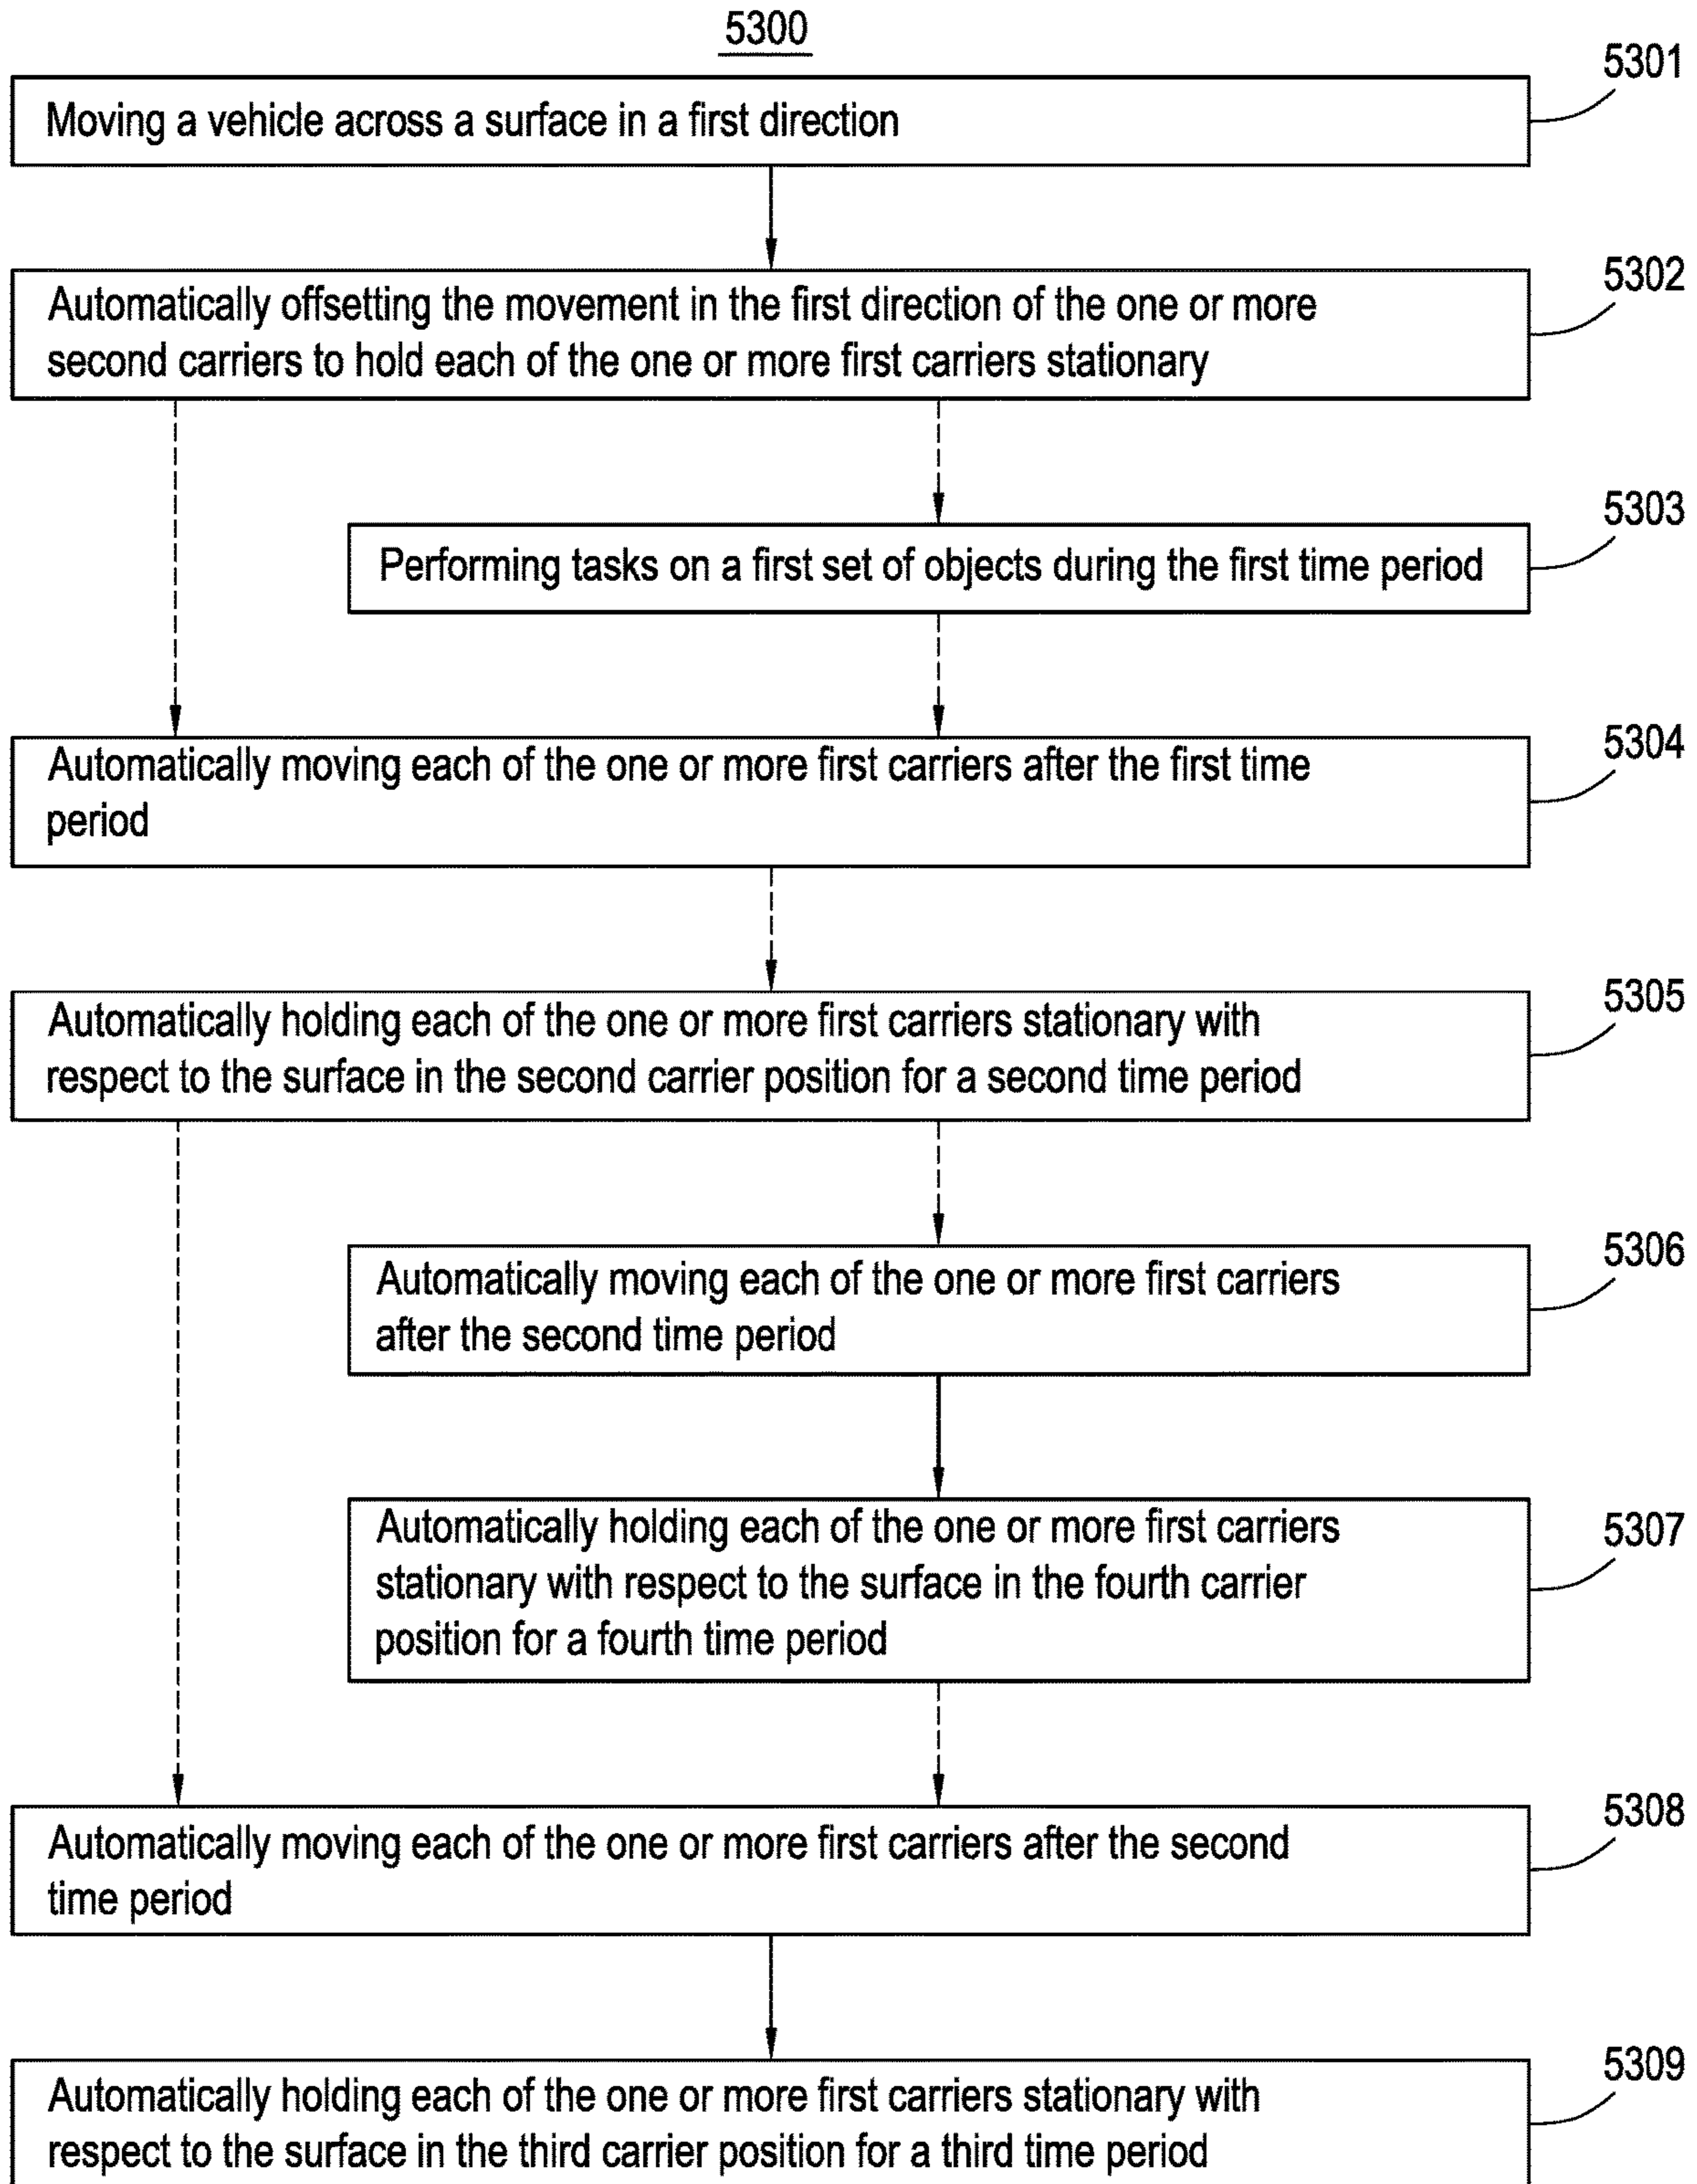 5300
5301
Moving a vehicle across a surface in a first direction
5302
Automatically offsetting the movement in the first direction of the one or more
second carriers to hold each of the one or more first carriers stationary
5303
Performing tasks on a first set of objects during the first time period
5304
Automatically moving each of the one or more first carriers after the first time
period
5305
Automatically holding each of the one or more first carriers stationary with
respect to the surface in the second carrier position for a second time period
5306
Automatically moving each of the one or more first carriers
after the second time period
5307
Automatically holding each of the one or more first carriers
stationary with respect to the surface in the fourth carrier
position for a fourth time period
5308
Automatically moving each of the one or more first carriers after the second
time period
5309
Automatically holding each of the one or more first carriers stationary with
respect to the surface in the third carrier position for a third time period